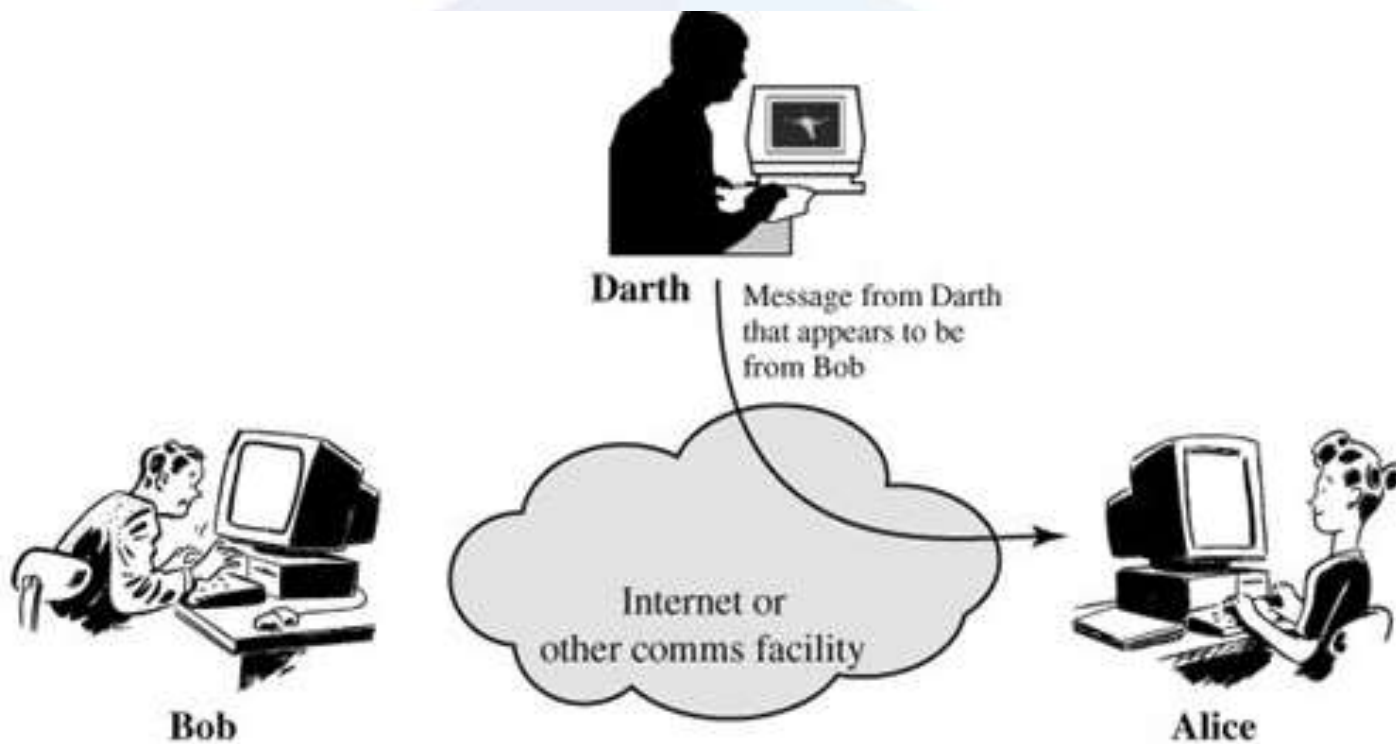 Darth
Message from Darth
that appears to be
from Bob
Internet or
other comms facility
Bob
Alice